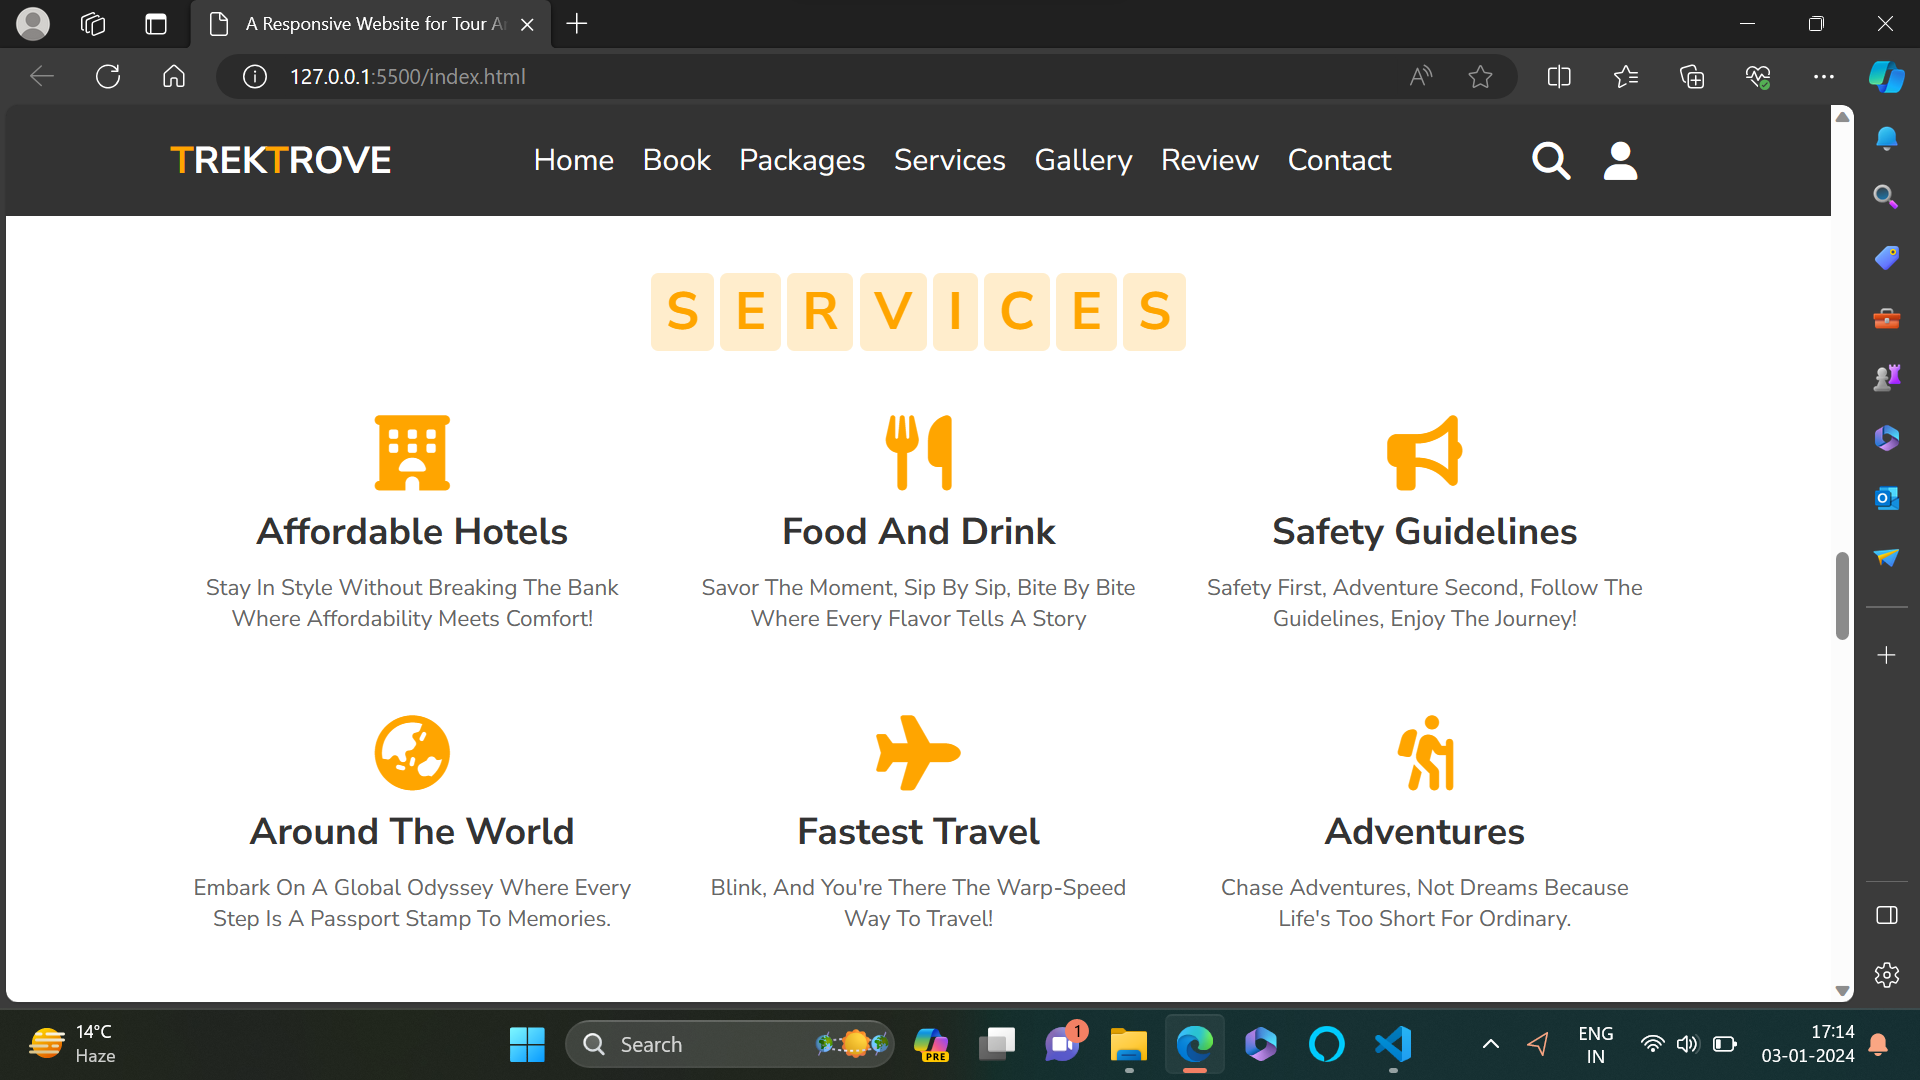 A Responsive Website for Tour A
127.0.0.1:5500/index.html
TREKTROVE
Home Book Packages Services Gallery Review Contact
SERVICES
Affordable Hotels
Stay In Style Without Breaking The Bank
Where Affordability Meets Comfort!
Food And Drink
Savor The Moment, Sip By Sip, Bite By Bite
Where Every Flavor Tells A Story
Safety Guidelines
Safety First, Adventure Second, Follow The
Guidelines, Enjoy The Journey!
Around The World
Embark On A Global Odyssey Where Every
Step Is A Passport Stamp To Memories.
Fastest Travel
Blink, And You're There The Warp-Speed
Way To Travel!
Adventures
Chase Adventures, Not Dreams Because
Life's Too Short For Ordinary.
14°C
Haze
Search
PRE
1
ENG
IN
17:14
03-01-2024